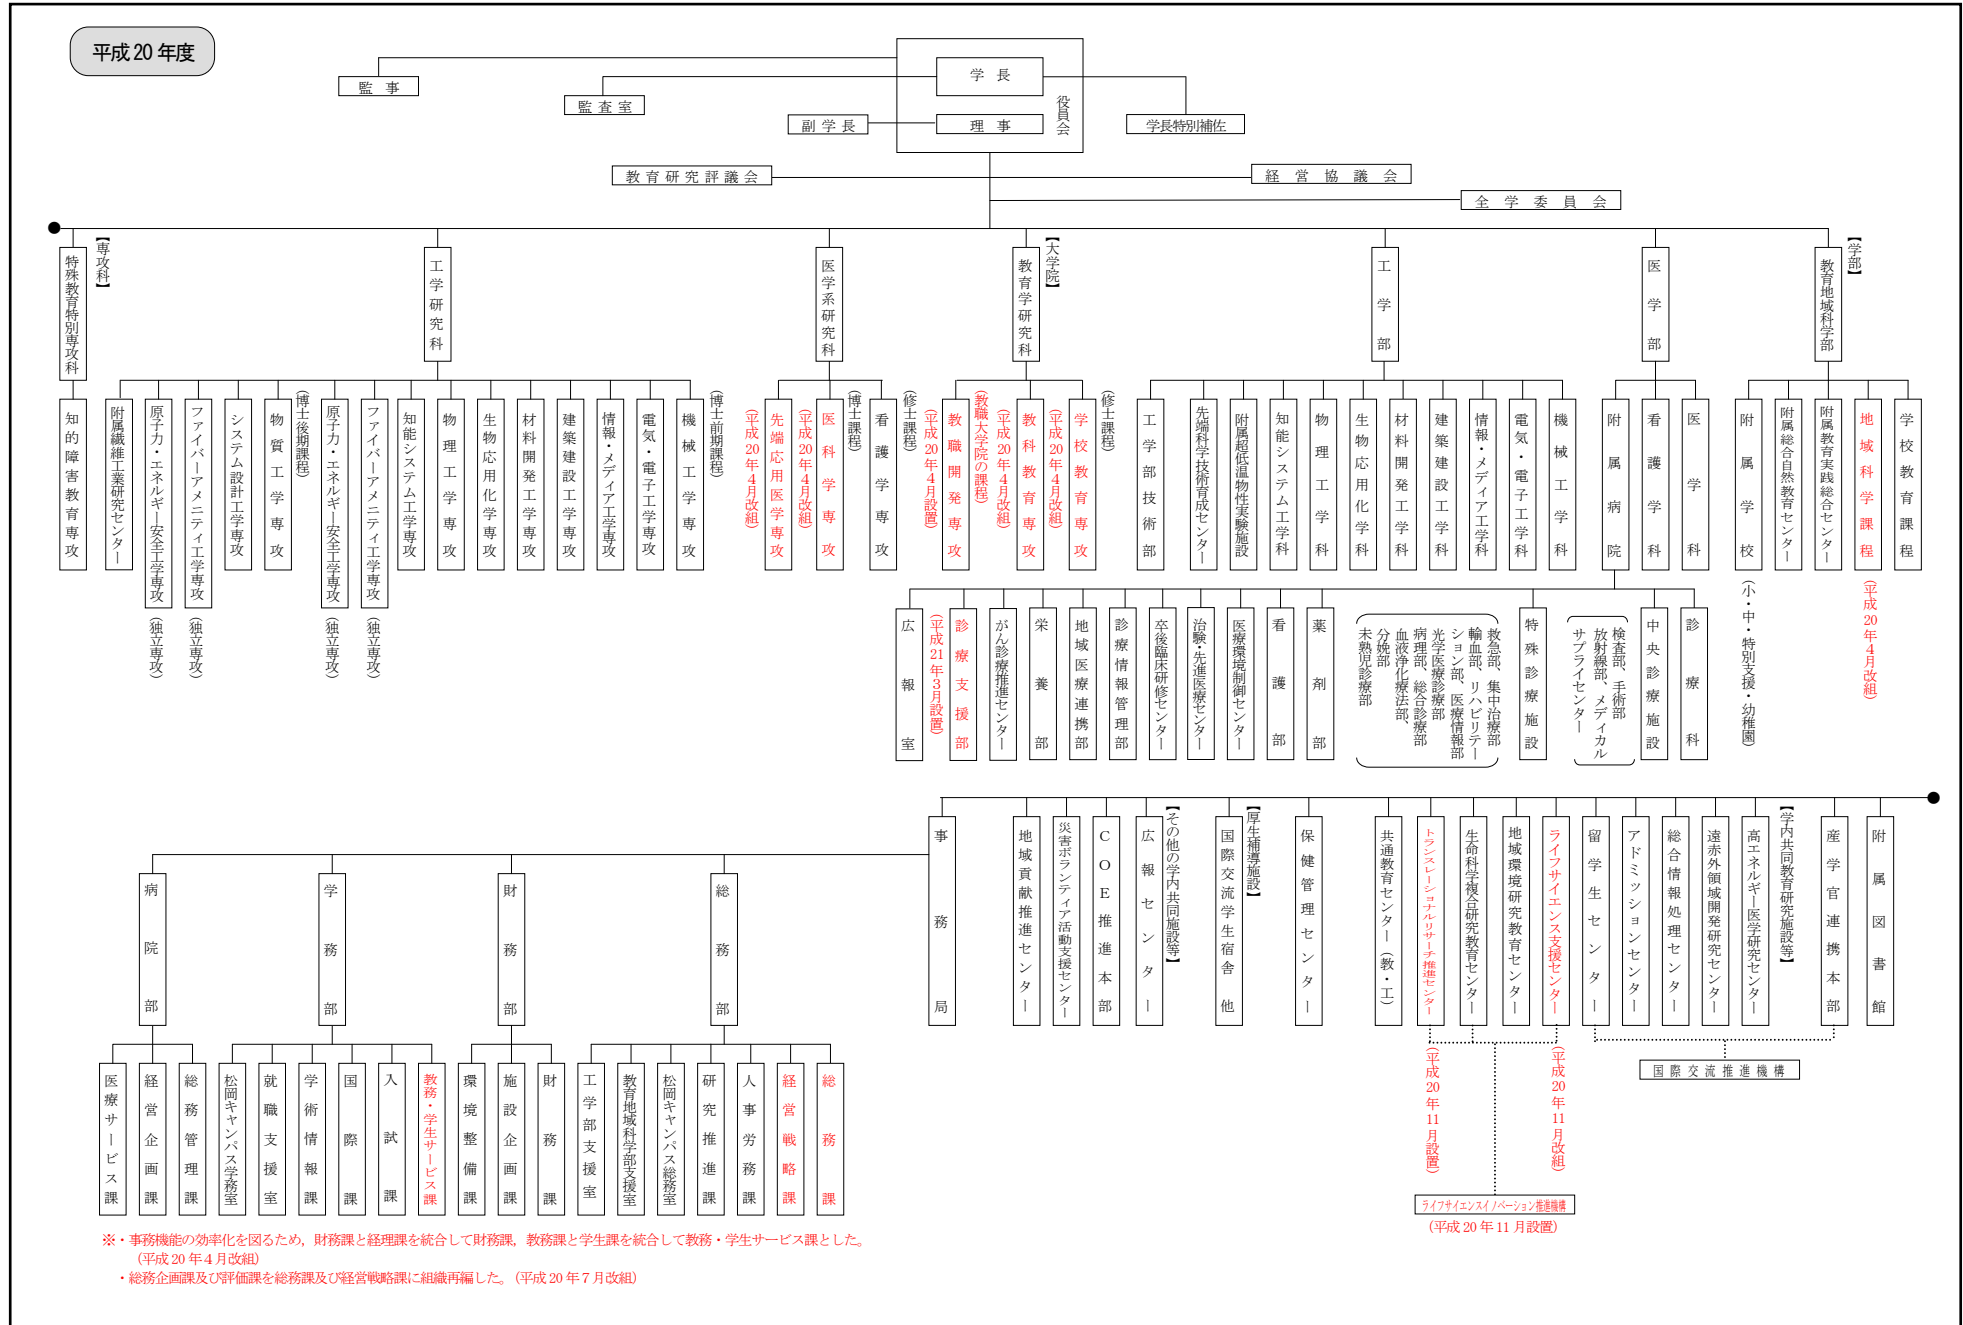 平成20年度
学長
役員会
理事
監事
監査室
副学長
学長特別補佐
教育研究評議会
経営協議会
全学委員会
【学部】
教育地域科学部
学校教育課程
地域科学課程
(平成20年4月改組)
附属教育実践総合センター
附属総合自然教育センター
附属学校
(小・中・特別支援・幼稚園)
医学部
医学科
看護学科
附属病院
診療科
中央診療施設
検査部、手術部
放射線部、メディカル
サプライセンター
特殊診療施設
救急部、集中治療部
輸血部、リハビリテー
ション部、医療情報部
光学医療診療部
病理部、総合診療部
血液浄化療法部、
分娩部
未熟児診療部
薬剤部
看護部
医療環境制御センター
治験・先進医療センター
卒後臨床研修センター
診療情報管理部
地域医療連携部
栄養部
がん診療推進センター
診療支援部
(平成21年3月設置)
広報室
工学部
機械工学科
電気・電子工学科
情報・メディア工学科
建築建設工学科
材料開発工学科
生物応用化学科
物理工学科
知能システム工学科
附属超低温物性実験施設
先端科学技術育成センター
工学部技術部
【大学院】
教育学研究科
(修士課程)
学校教育専攻
(平成20年4月改組)
教科教育専攻
(平成20年4月改組)
(教職大学院の課程)
教職開発専攻
(平成20年4月設置)
医学系研究科
(修士課程)
看護学専攻
(博士課程)
医科学専攻
(平成20年4月改組)
先端応用医学専攻
(平成20年4月改組)
工学研究科
(博士前期課程)
機械工学専攻
電気・電子工学専攻
情報・メディア工学専攻
建築建設工学専攻
材料開発工学専攻
生物応用化学専攻
物理工学専攻
知能システム工学専攻
ファイバーアメニティ工学専攻
(独立専攻)
原子力・エネルギー安全工学専攻
(独立専攻)
(博士後期課程)
物質工学専攻
システム設計工学専攻
ファイバーアメニティ工学専攻
(独立専攻)
原子力・エネルギー安全工学専攻
(独立専攻)
附属繊維工業研究センター
【専攻科】
特殊教育特別専攻科
知的障害教育専攻
附属図書館
産学官連携本部
【学内共同教育研究施設等】
高エネルギー医学研究センター
遠赤外領域開発研究センター
総合情報処理センター
アドミッションセンター
留学生センター
国際交流推進機構
ライフサイエンス支援センター
(平成20年11月改組)
地域環境研究教育センター
生命科学複合研究教育センター
トランスレーショナルリサーチ推進センター
(平成20年11月設置)
ライフサイエンスイノベーション推進機構
(平成20年11月設置)
共通教育センター(教・工)
保健管理センター
【厚生補導施設】
国際交流学生宿舎他
【その他の学内共同施設等】
広報センター
COE推進本部
災害ボランティア活動支援センター
地域貢献推進センター
事務局
総務部
総務課
経営戦略課
人事労務課
研究推進課
松岡キャンパス総務室
教育地域科学部支援室
工学部支援室
財務部
財務課
施設企画課
環境整備課
学務部
教務・学生サービス課
入試課
国際課
学術情報課
就職支援室
松岡キャンパス学務室
病院部
総務管理課
経営企画課
医療サービス課
※・事務機能の効率化を図るため, 財務課と経理課を統合して財務課, 教務課と学生課を統合して教務・学生サービス課とした。
(平成20年4月改組)
・総務企画課及び評価課を総務課及び経営戦略課に組織再編した。(平成20年7月改組)